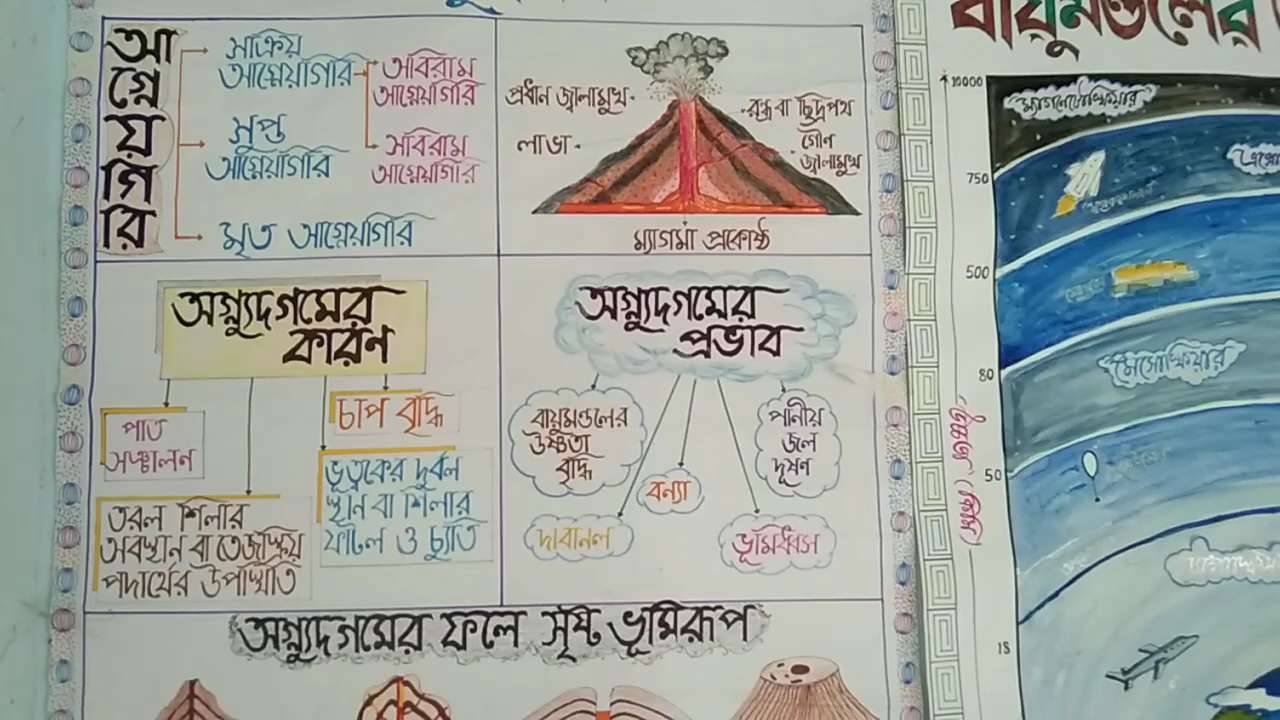 আগ্নেয়গিরি
সক্রিয়
আগ্নেয়গিরি
অবিরাম
আগ্নেয়গিরি
সবিরাম
আগ্নেয়গিরি
সুপ্ত
আগ্নেয়গিরি
মৃত আগ্নেয়গিরি
প্রধান জ্বালামুখ
লাভা
রন্ধ্র বা ছিদ্রপথ
গৌণ
জ্বালামুখ
ম্যাগমা প্রকোষ্ঠ
অগ্ন্যুদগমের
কারণ
পাত
সঞ্চালন
তরল শিলার
অবস্থান বা তেজস্ক্রিয়
পদার্থের উপস্থিতি
চাপ বৃদ্ধি
ভূত্বকের দুর্বল
স্থান বা শিলার
ফাটল ও চ্যুতি
অগ্ন্যুদগমের
প্রভাব
বায়ুমণ্ডলের
উষ্ণতা
বৃদ্ধি
দাবানল
বন্যা
ভূমিধ্বস
পানীয়
জল
দূষণ
অগ্ন্যুদগমের ফলে সৃষ্ট ভূমিরূপ
বায়ুমণ্ডলের
10000
ম্যাগনেটোস্ফিয়ার
750
500
80
মেসোস্ফিয়ার
50
15